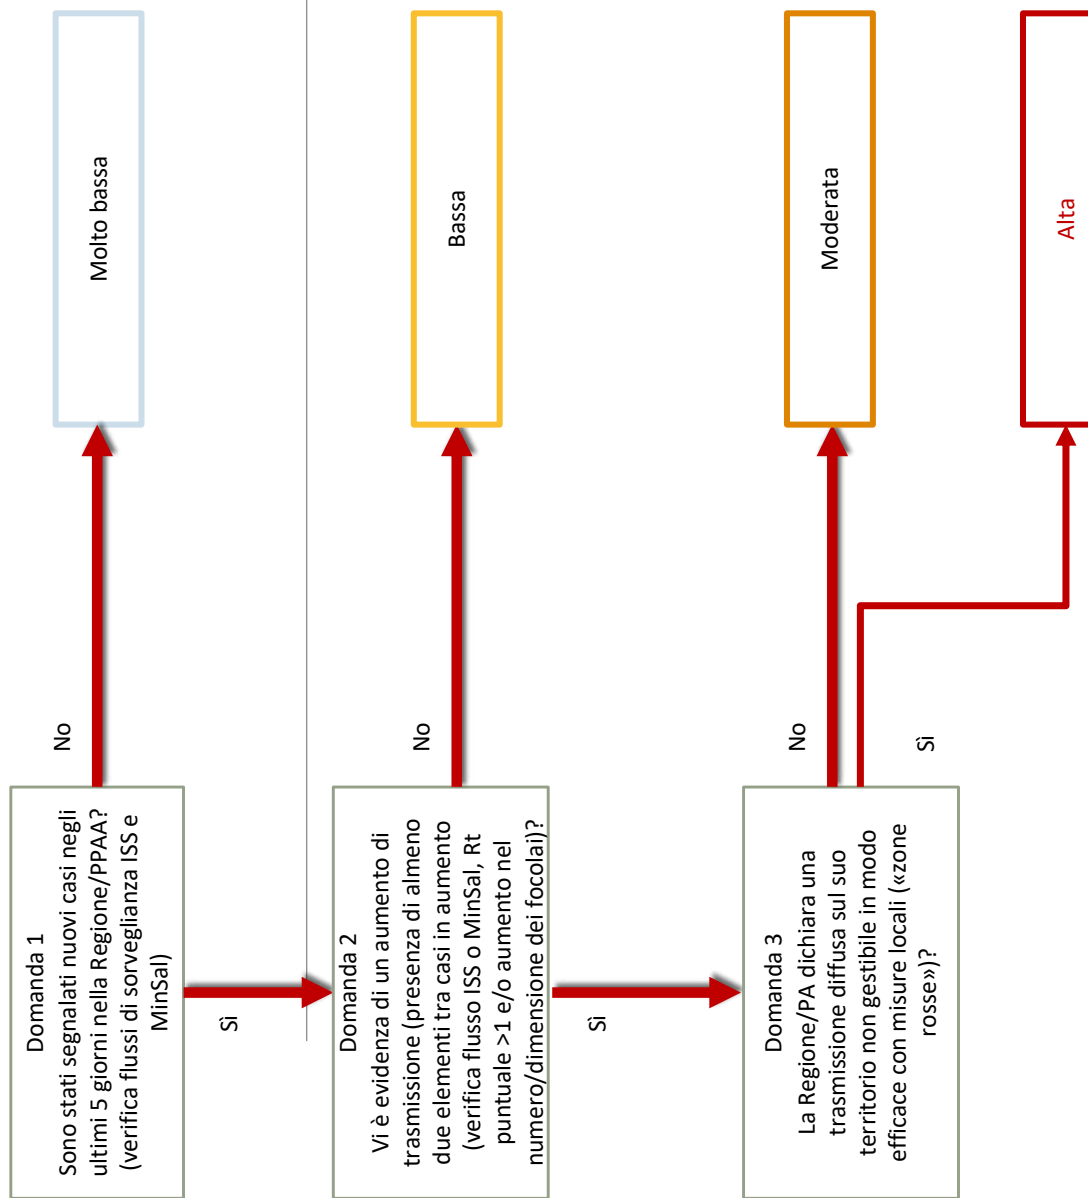 Domanda 1
Sono stati segnalati nuovi casi negli
ultimi 5 giorni nella Regione/PPAA?
(verifica flussi di sorveglianza ISS e
MinSal)
No
Molto bassa
Sì
Domanda 2
Vi è evidenza di un aumento di
trasmissione (presenza di almeno
due elementi tra casi in aumento
(verifica flusso ISS o MinSal, Rt
puntuale >1 e/o aumento nel
numero/dimensione dei focolai)?
No
Bassa
Sì
Domanda 3
La Regione/PA dichiara una
trasmissione diffusa sul suo
territorio non gestibile in modo
efficace con misure locali («zone
rosse»)?
No
Moderata
Sì
Alta